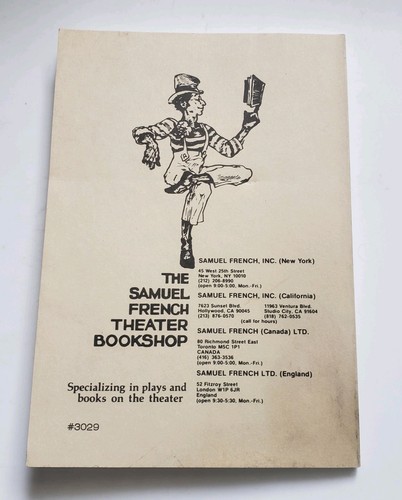 THE
SAMUEL
FRENCH
THEATER
BOOKSHOP
Specializing in plays and
books on the theater
#3029
SAMUEL FRENCH, INC. (New York)
45 West 25th Street
New York, NY 10010
(212) 206-8990
(open 9:00-5:00, Mon.-Fri.)
SAMUEL FRENCH, INC. (California)
7623 Sunset Blvd. 11963 Ventura Blvd.
Hollywood, CA 90045 Studio City, CA 91604
(213) 876-0570 (818) 762-0535
(call for hours)
SAMUEL FRENCH (Canada) LTD.
80 Richmond Street East
Toronto M5C 1P1
CANADA
(416) 363-3536
(open 9:00-5:00, Mon.-Fri.)
SAMUEL FRENCH LTD. (England)
52 Fitzroy Street
London W1P 6JR
England
(open 9:30-5:30, Mon.-Fri.)